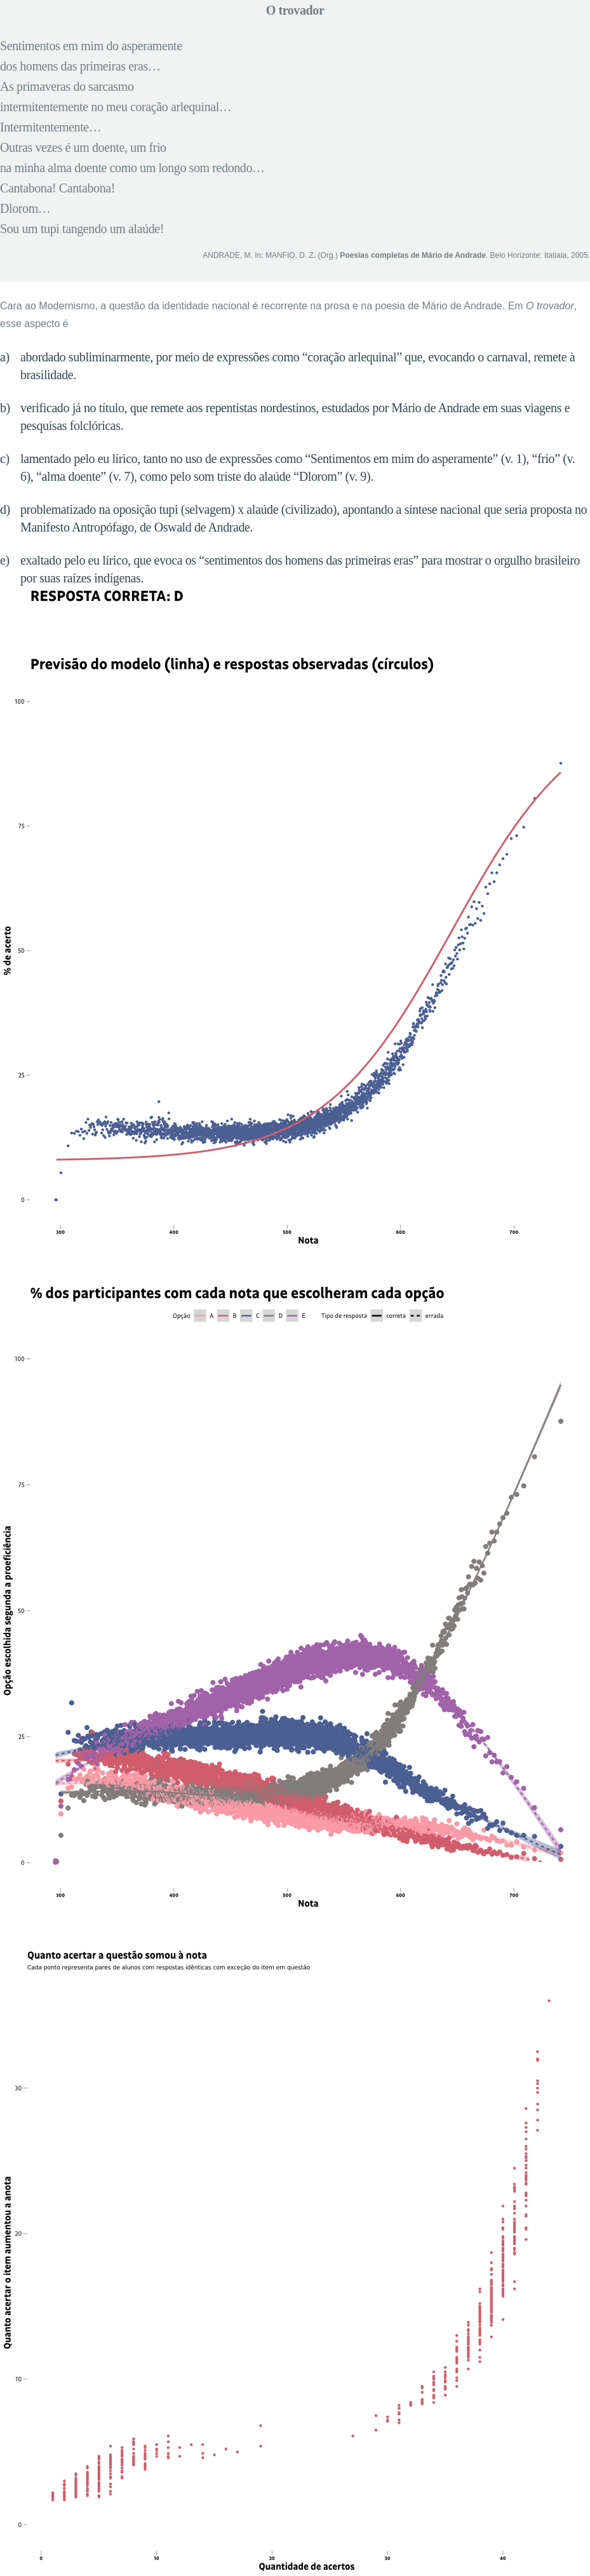 O trovador
Sentimentos em mim do asperamente
dos homens das primeiras eras…
As primaveras do sarcasmo
intermitentemente no meu coração arlequinal…
Intermitentemente…
Outras vezes é um doente, um frio
na minha alma doente como um longo som redondo…
Cantabona! Cantabona!
Dlorom…
Sou um tupi tangendo um alaúde!
ANDRADE, M. In: MANFIO, D. Z. (Org.) Poesias completas de Mário de Andrade. Belo Horizonte: Itatiaia, 2005.
Cara ao Modernismo, a questão da identidade nacional é recorrente na prosa e na poesia de Mário de Andrade. Em O trovador,
esse aspecto é
a) abordado subliminarmente, por meio de expressões como “coração arlequinal” que, evocando o carnaval, remete à
brasilidade.
b) verificado já no título, que remete aos repentistas nordestinos, estudados por Mário de Andrade em suas viagens e
pesquisas folclóricas.
c) lamentado pelo eu lírico, tanto no uso de expressões como “Sentimentos em mim do asperamente” (v. 1), “frio” (v.
6), “alma doente” (v. 7), como pelo som triste do alaúde “Dlorom” (v. 9).
d) problematizado na oposição tupi (selvagem) x alaúde (civilizado), apontando a síntese nacional que seria proposta no
Manifesto Antropófago, de Oswald de Andrade.
e) exaltado pelo eu lírico, que evoca os “sentimentos dos homens das primeiras eras” para mostrar o orgulho brasileiro
por suas raízes indígenas.
RESPOSTA CORRETA: D
Previsão do modelo (linha) e respostas observadas (círculos)
100
75
50
25
0
% de acerto
300 400 500 600 700
Nota
% dos participantes com cada nota que escolheram cada opção
Opção A B C D E Tipo de resposta correta errada
100
75
50
25
0
Opção escolhida segunda a proeficiência
300 400 500 600 700
Nota
Quanto acertar a questão somou à nota
Cada ponto representa pares de alunos com respostas idênticas com exceção do item em questão
30
20
10
0
Quanto acertar o item aumentou a anota
0 10 20 30 40
Quantidade de acertos